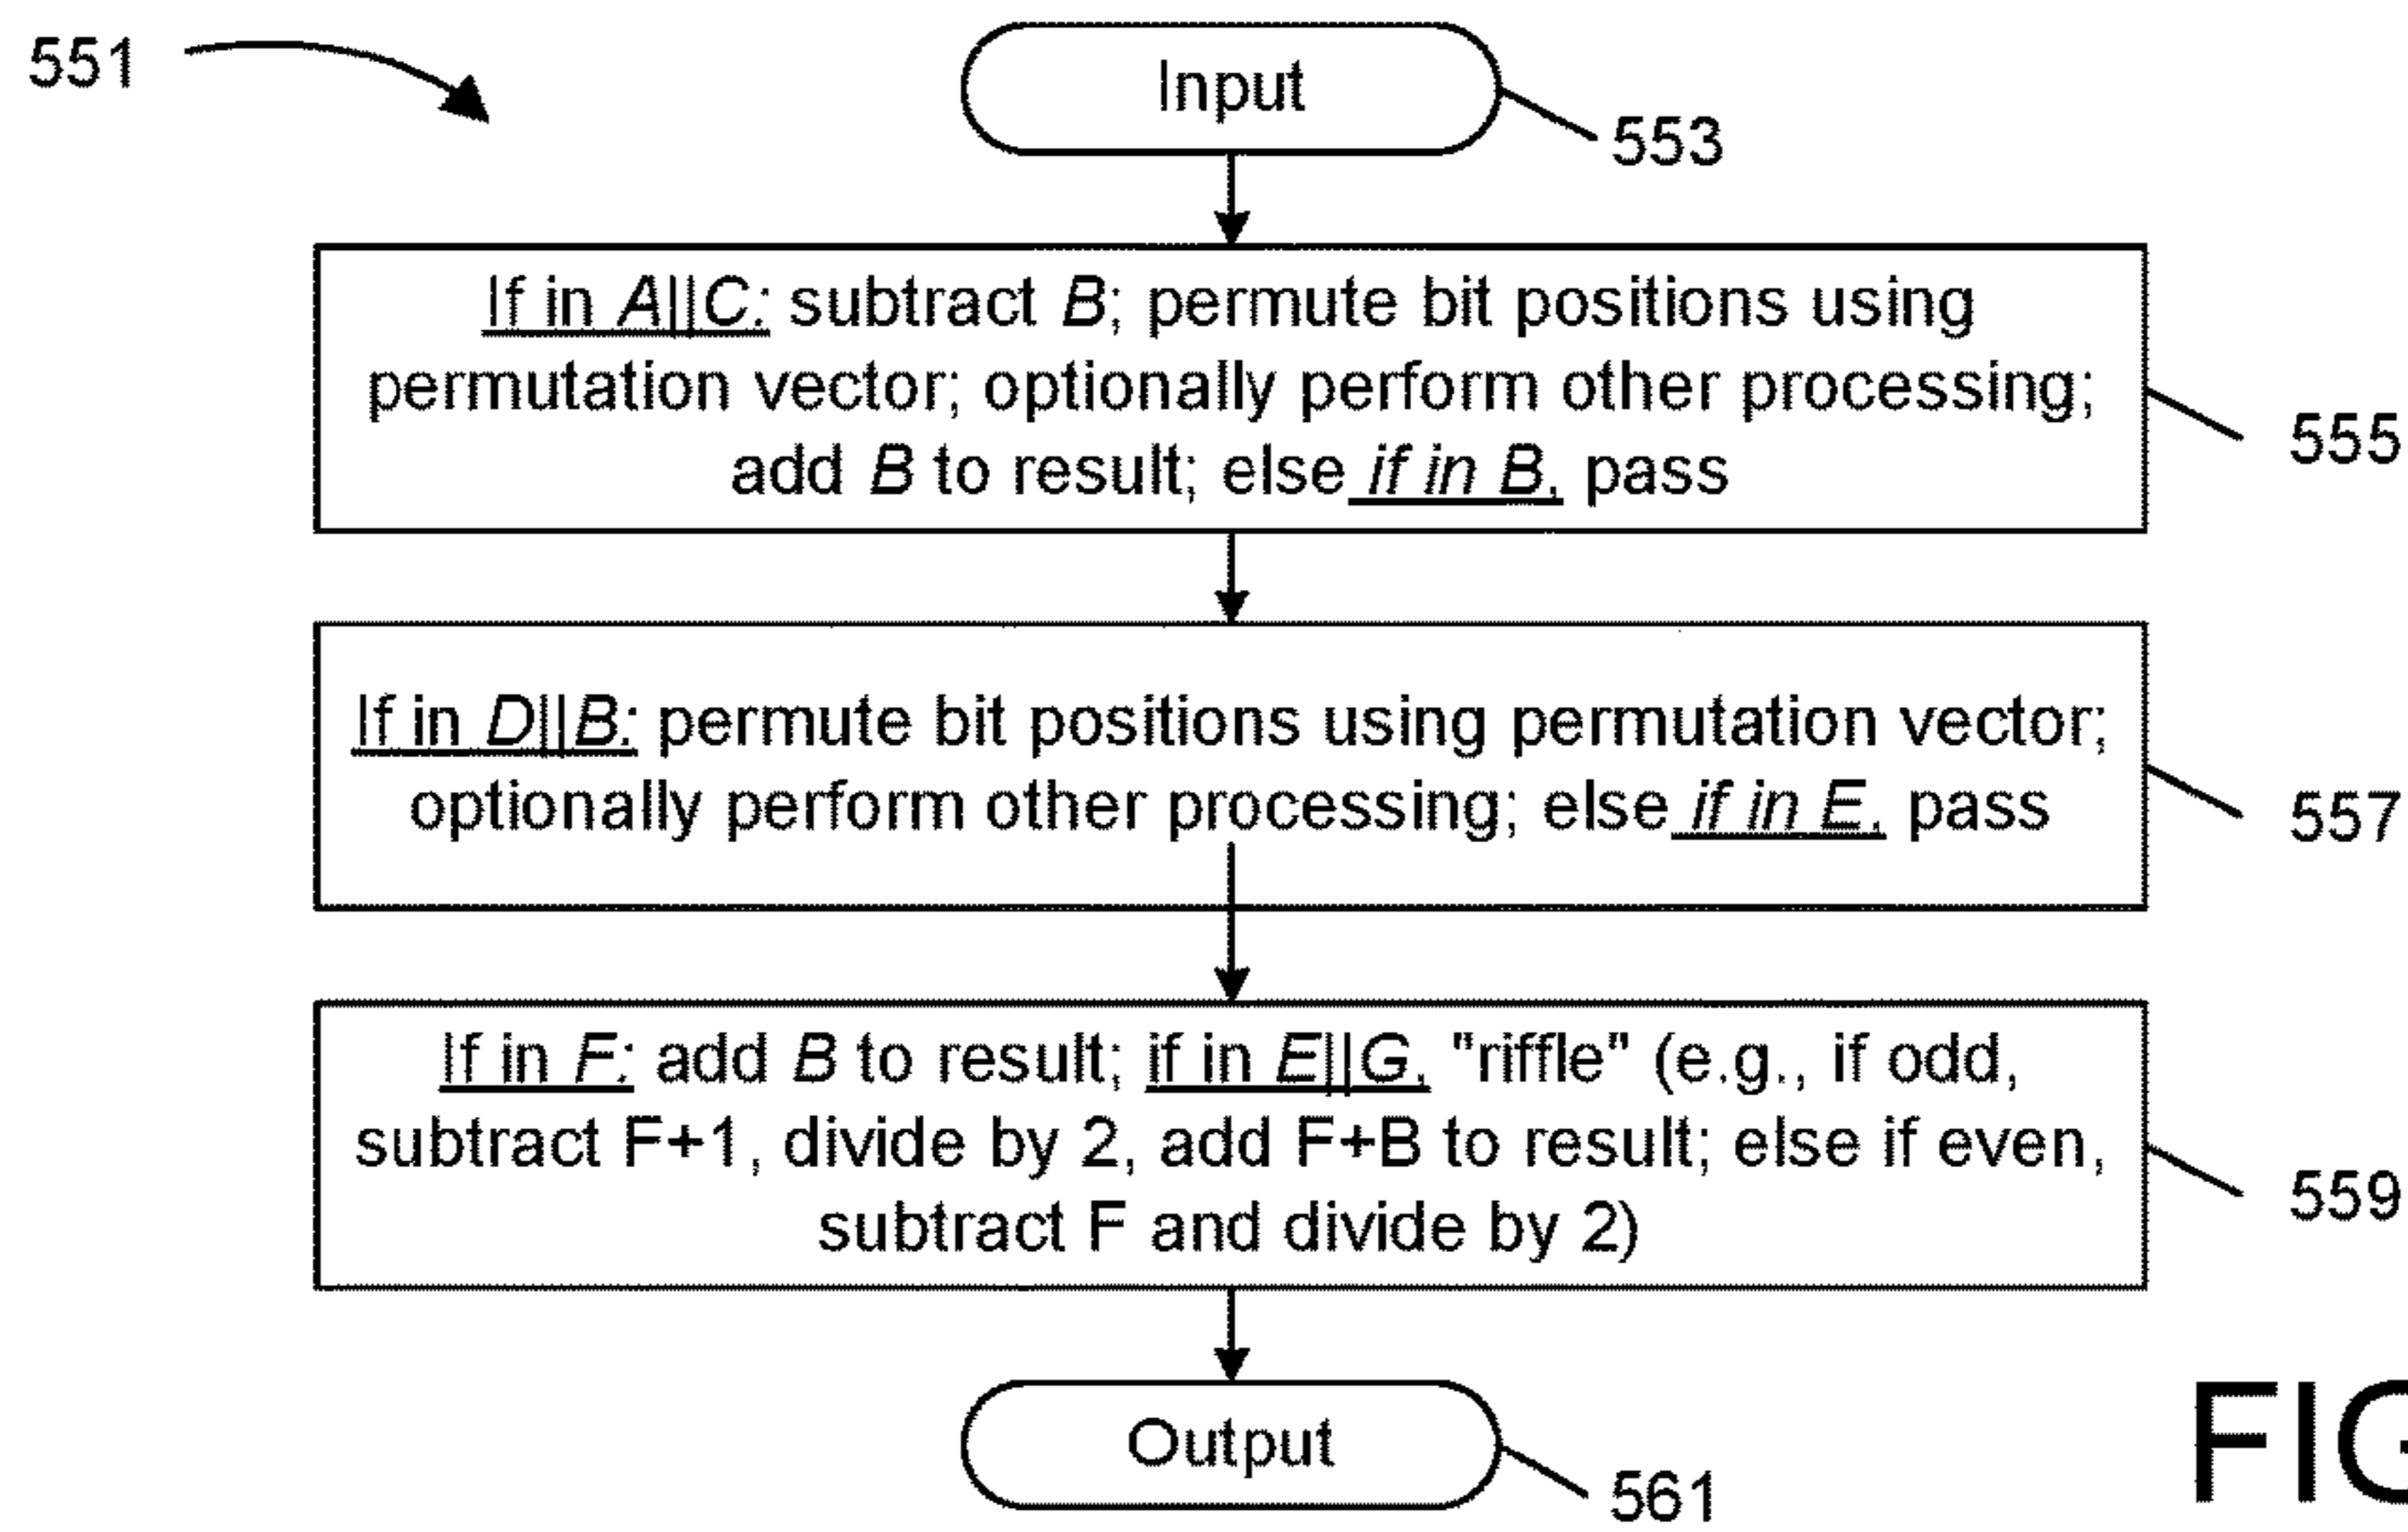 551
Input
553
If in A||C: subtract B; permute bit positions using
permutation vector; optionally perform other processing;
add B to result; else if in B, pass
555
If in D||B: permute bit positions using permutation vector;
optionally perform other processing; else if in E, pass
557
If in F: add B to result; if in E||G, "riffle" (e.g., if odd,
subtract F+1, divide by 2, add F+B to result; else if even,
subtract F and divide by 2)
559
Output
561